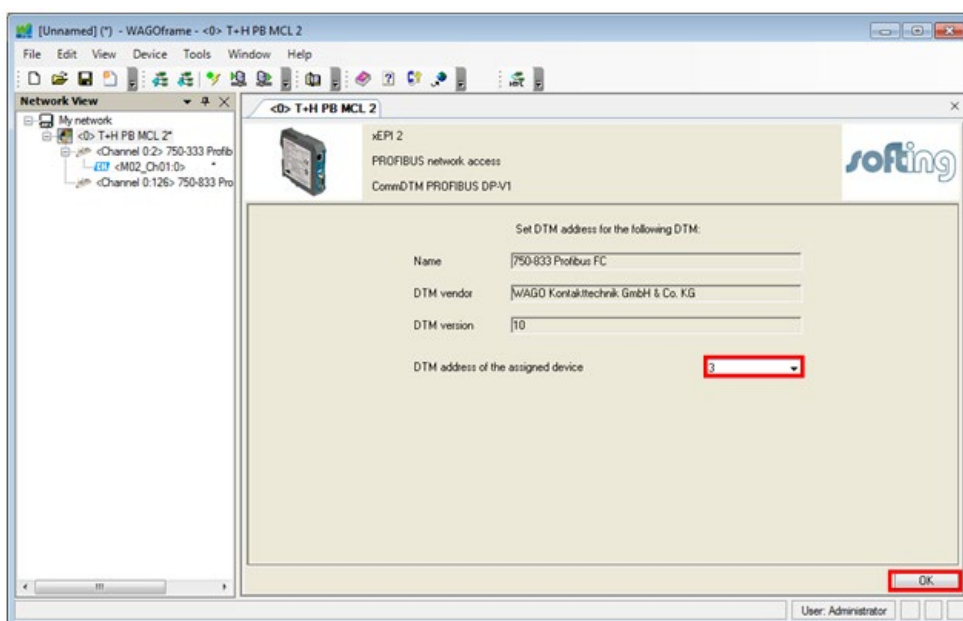 [Unnamed] (*) - WAGOframe - <0> T+H PB MCL 2
File Edit View Device Tools Window Help
Network View
<0> T+H PB MCL 2
My network
<0> T+H PB MCL 2*
<Channel 0:2> 750-333 Profib
CH <M02_Ch01:0> *
<Channel 0:126> 750-833 Pro
xEPI 2
PROFIBUS network access
CommDTM PROFIBUS DP-V1
softing
Set DTM address for the following DTM:
Name 750-833 Profibus FC
DTM vendor WAGO Kontakttechnik GmbH & Co. KG
DTM version 10
DTM address of the assigned device 3
OK
User: Administrator